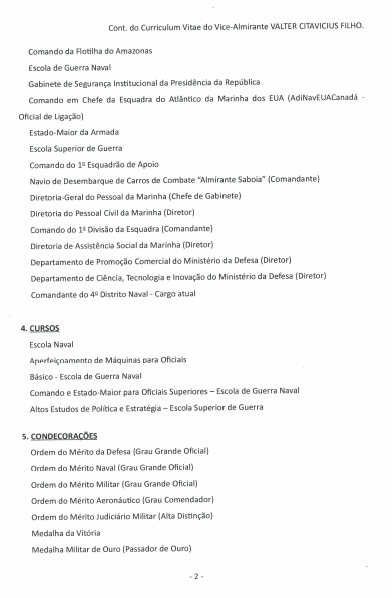 Cont. do Curriculum Vitae do Vice-Almirante VALTER CITAVICIUS FILHO.
Comando da Flotilha do Amazonas
Escola de Guerra Naval
Gabinete de Segurança Institucional da Presidência da República
Comando em Chefe da Esquadra do Atlântico da Marinha dos EUA (AdiNavEUACanadá -
Oficial de Ligação)
Estado-Maior da Armada
Escola Superior de Guerra
Comando do 1º Esquadrão de Apoio
Navio de Desembarque de Carros de Combate "Almirante Saboia" (Comandante)
Diretoria-Geral do Pessoal da Marinha (Chefe de Gabinete)
Diretoria do Pessoal Civil da Marinha (Diretor)
Comando do 1ª Divisão da Esquadra (Comandante)
Diretoria de Assistência Social da Marinha (Diretor)
Departamento de Promoção Comercial do Ministério da Defesa (Diretor)
Departamento de Ciência, Tecnologia e Inovação do Ministério da Defesa (Diretor)
Comandante do 4º Distrito Naval - Cargo atual
4. CURSOS
Escola Naval
Aperfeiçoamento de Máquinas para Oficiais
Básico - Escola de Guerra Naval
Comando e Estado-Maior para Oficiais Superiores – Escola de Guerra Naval
Altos Estudos de Política e Estratégia – Escola Superior de Guerra
5. CONDECORAÇÕES
Ordem do Mérito da Defesa (Grau Grande Oficial)
Ordem do Mérito Naval (Grau Grande Oficial)
Ordem do Mérito Militar (Grau Grande Oficial)
Ordem do Mérito Aeronáutico (Grau Comendador)
Ordem do Mérito Judiciário Militar (Alta Distinção)
Medalha da Vitória
Medalha Militar de Ouro (Passador de Ouro)
- 2 -